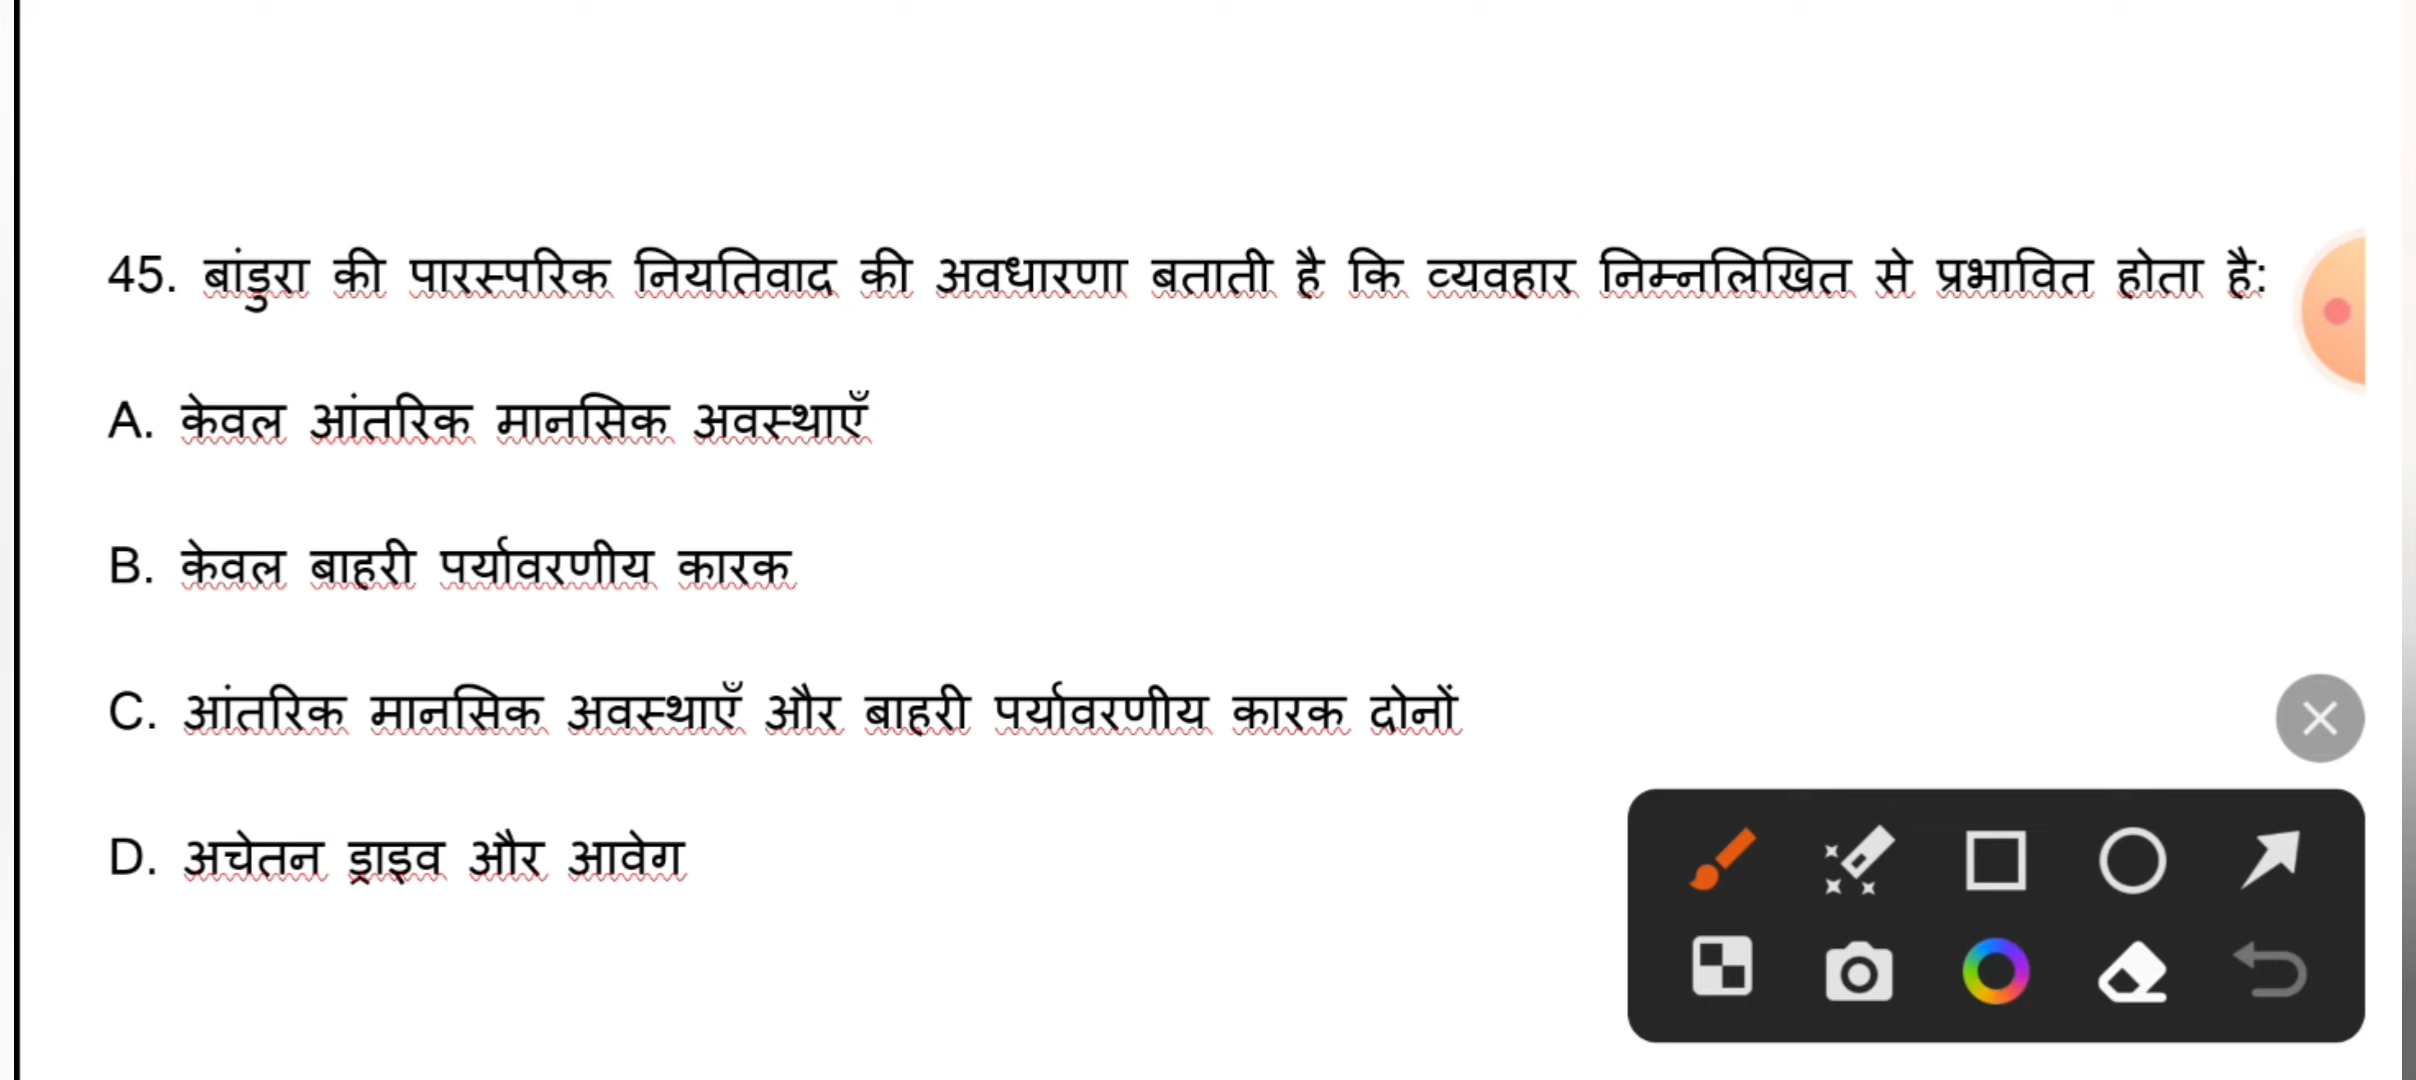 45. बांडुरा की पारस्परिक नियतिवाद की अवधारणा बताती है कि व्यवहार निम्नलिखित से प्रभावित होता है:
A. केवल आंतरिक मानसिक अवस्थाएँ
B. केवल बाहरी पर्यावरणीय कारक
C. आंतरिक मानसिक अवस्थाएँ और बाहरी पर्यावरणीय कारक दोनों
D. अचेतन ड्राइव और आवेग